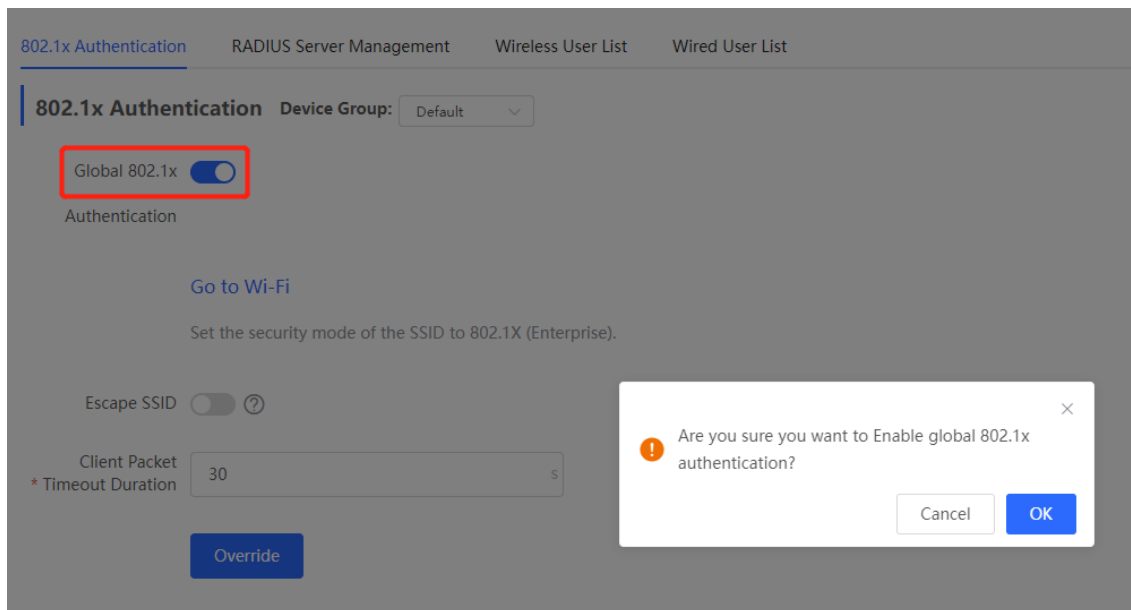 802.1x Authentication RADIUS Server Management Wireless User List Wired User List
802.1x Authentication Device Group: Default
Global 802.1x
Authentication
Go to Wi-Fi
Set the security mode of the SSID to 802.1X (Enterprise).
Escape SSID ?
Client Packet
* Timeout Duration 30 s
Override
Are you sure you want to Enable global 802.1x
authentication?
Cancel OK